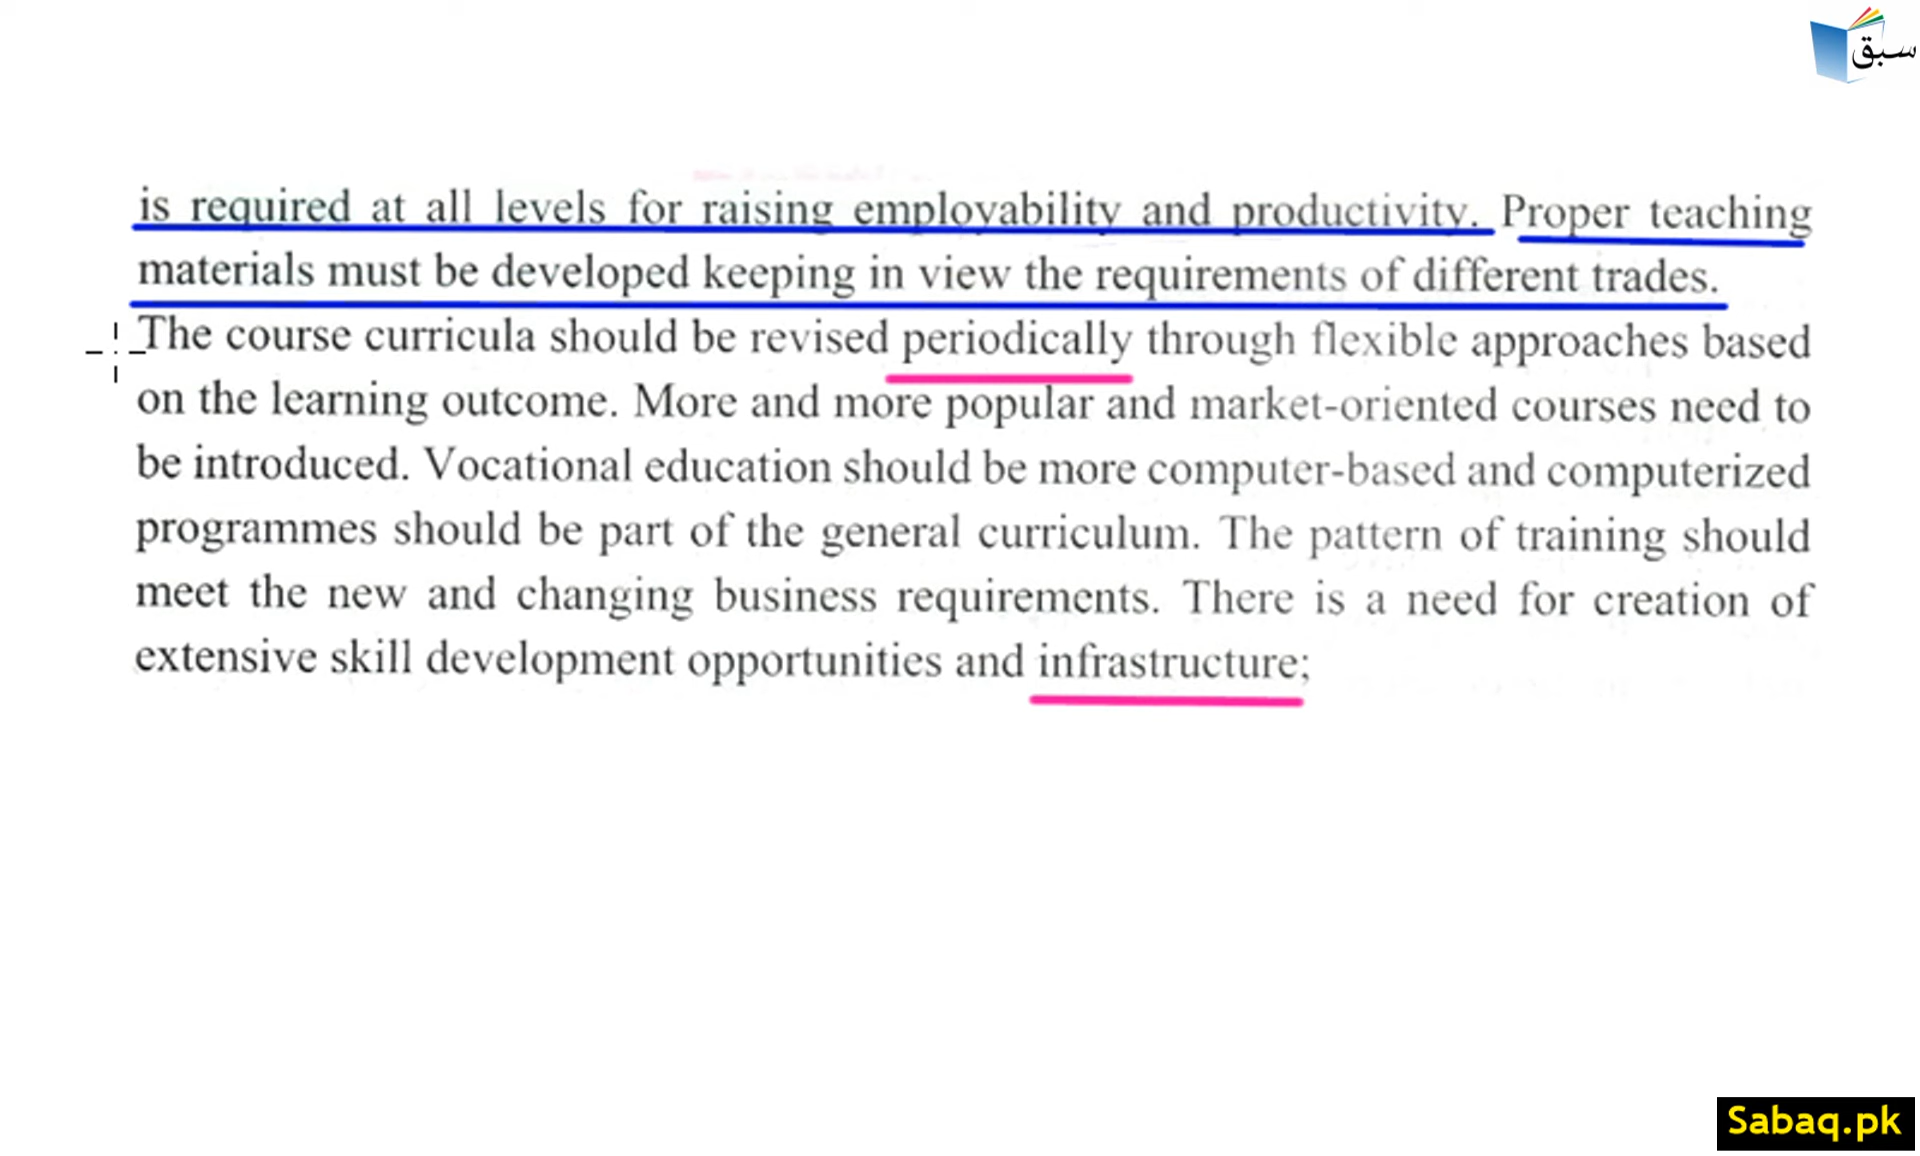 سبق
is required at all levels for raising employability and productivity. Proper teaching
materials must be developed keeping in view the requirements of different trades.
The course curricula should be revised periodically through flexible approaches based
on the learning outcome. More and more popular and market-oriented courses need to
be introduced. Vocational education should be more computer-based and computerized
programmes should be part of the general curriculum. The pattern of training should
meet the new and changing business requirements. There is a need for creation of
extensive skill development opportunities and infrastructure;
Sabaq.pk